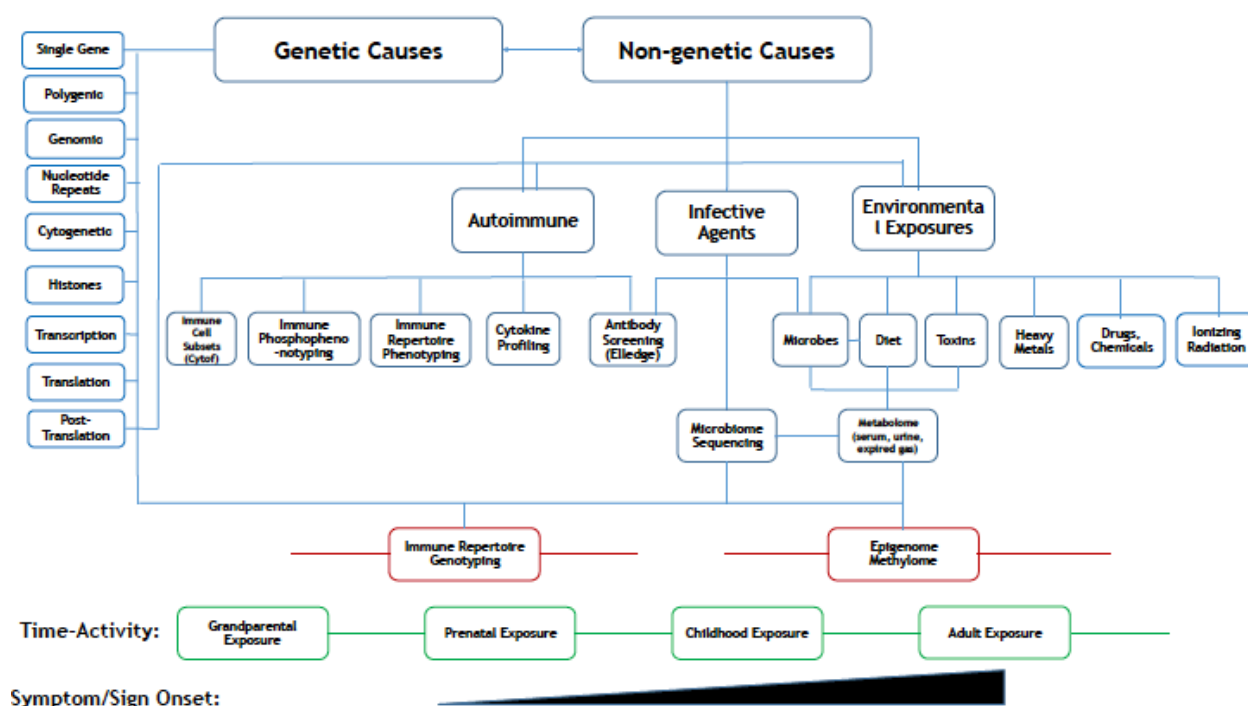 Genetic Causes
Non-genetic Causes
Single Gene
Polygenic
Genomic
Nucleotide
Repeats
Cytogenetic
Histones
Transcription
Translation
Post-
Translation
Autoimmune
Infective
Agents
Environmenta
l Exposures
Immune
Cell
Subsets
(Cytof)
Immune
Phosphopheno
-notyping
Immune
Repertoire
Phenotyping
Cytokine
Profiling
Antibody
Screening
(Elledge)
Microbes
Diet
Toxins
Heavy
Metals
Drugs,
Chemicals
Ionizing
Radiation
Microbiome
Sequencing
Metabolome
(serum, urine,
expired gas)
Immune Repertoire
Genotyping
Epigenome
Methylome
Time-Activity:
Grandparental
Exposure
Prenatal Exposure
Childhood Exposure
Adult Exposure
Symptom/Sign Onset: